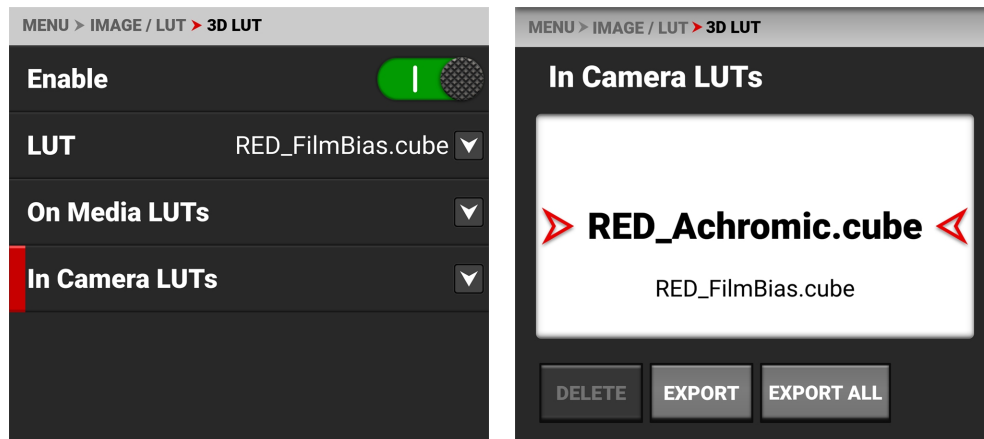 MENU > IMAGE / LUT > 3D LUT
Enable
LUT RED_FilmBias.cube
On Media LUTs
In Camera LUTs
MENU > IMAGE / LUT > 3D LUT
In Camera LUTs
RED_Achromic.cube
RED_FilmBias.cube
DELETE EXPORT EXPORT ALL